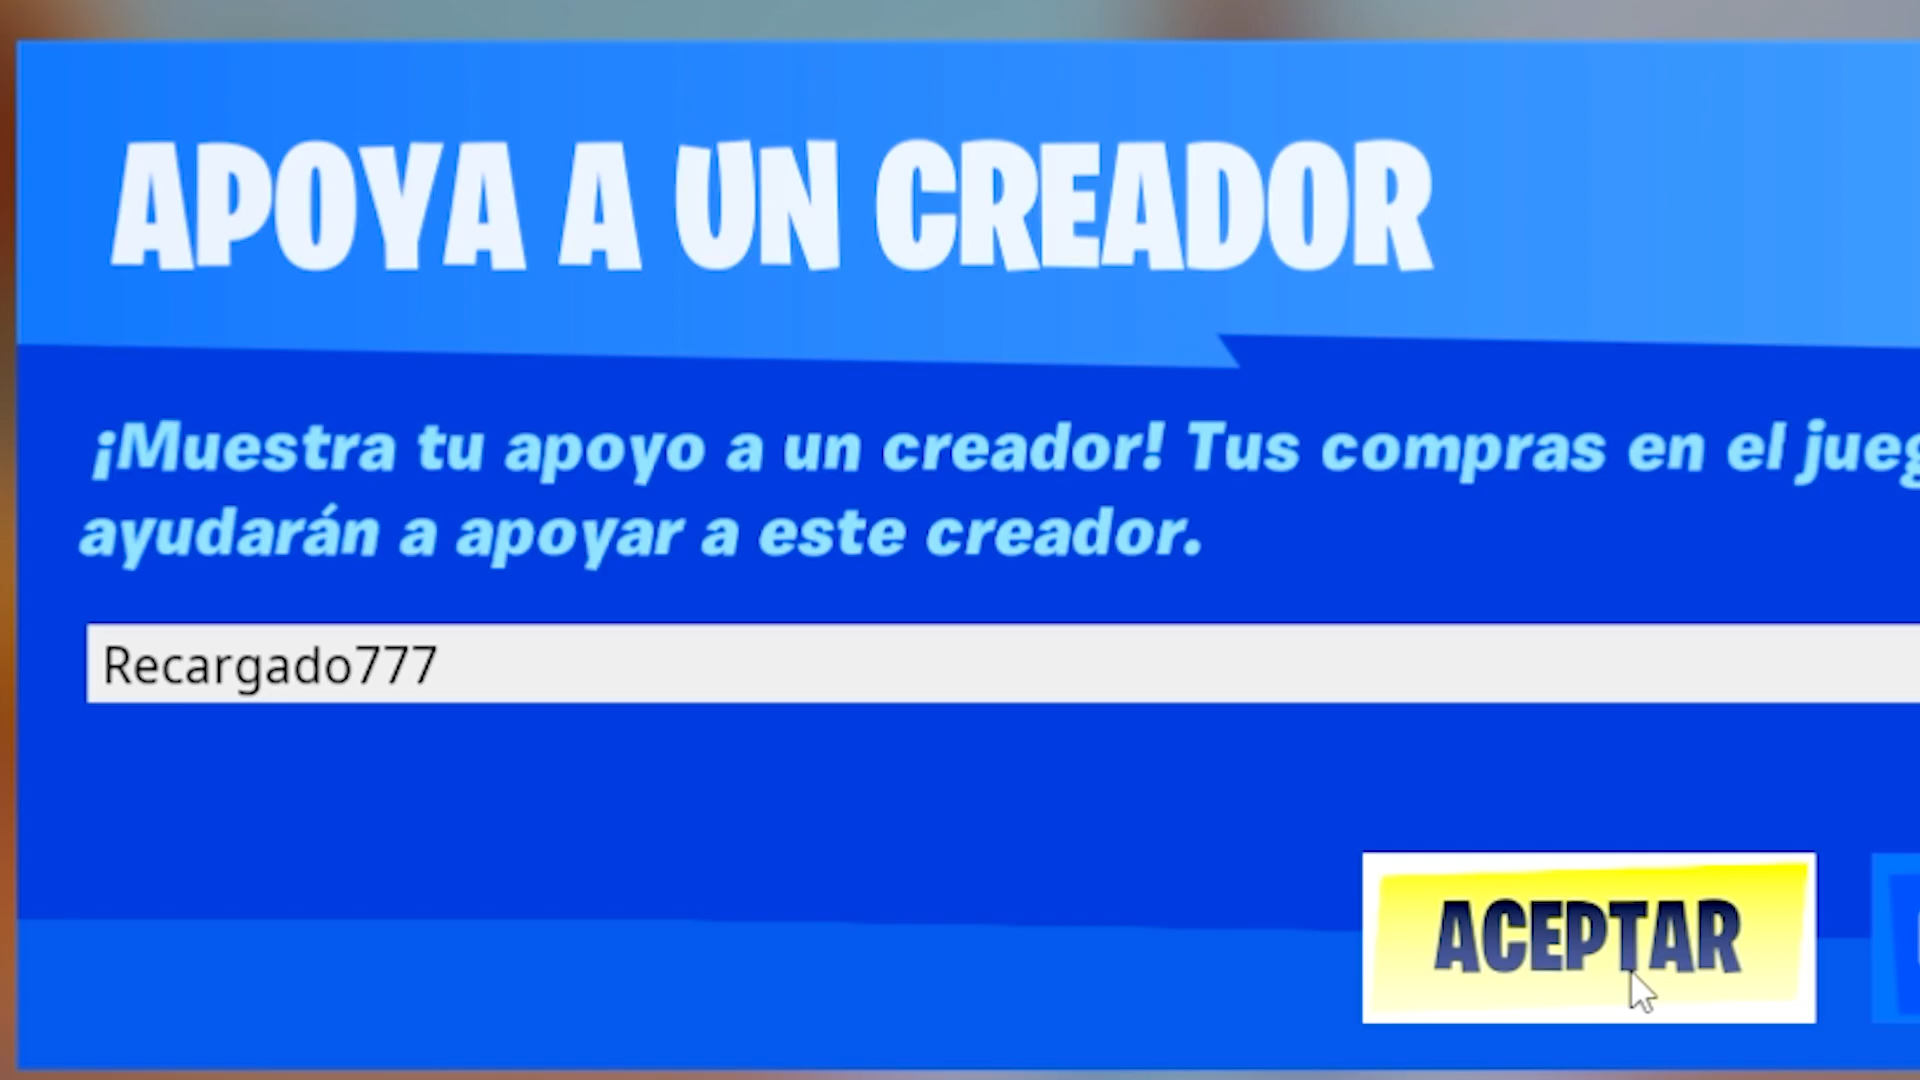 APOYA A UN CREADOR
¡Muestra tu apoyo a un creador! Tus compras en el
ayudarán a apoyar a este creador.
Recargado777
ACEPTAR